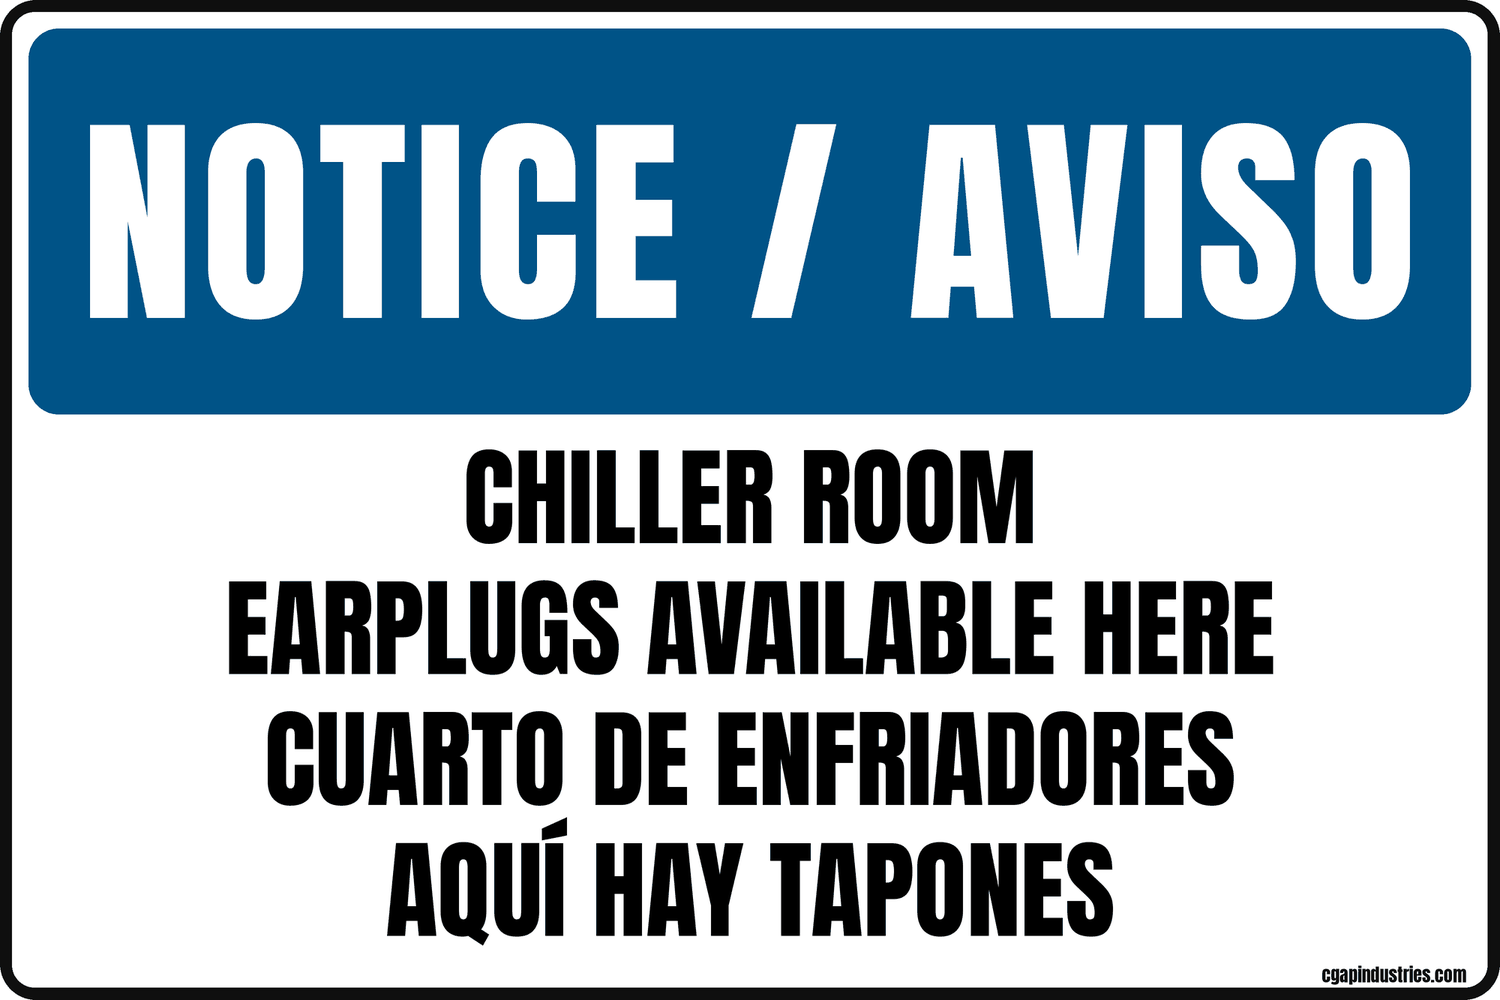 NOTICE / AVISO
CHILLER ROOM
EARPLUGS AVAILABLE HERE
CUARTO DE ENFRIADORES
AQUÍ HAY TAPONES
cgapindustries.com